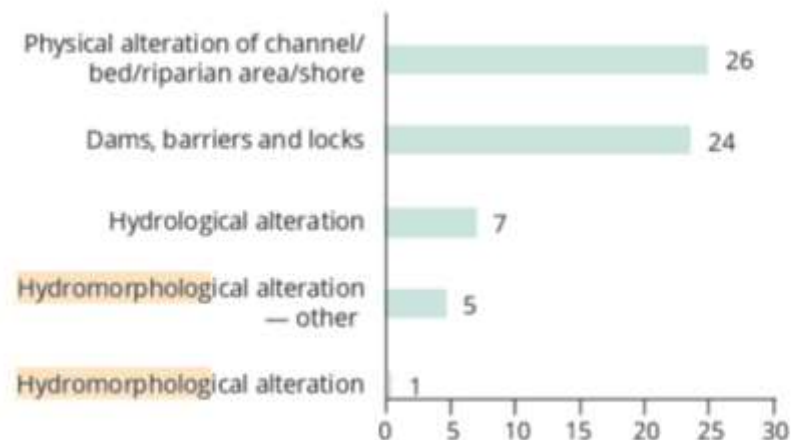 Physical alteration of channel/
bed/riparian area/shore
26
Dams, barriers and locks
24
Hydrological alteration
7
Hydromorphological alteration
— other
5
Hydromorphological alteration
1
0 5 10 15 20 25 30